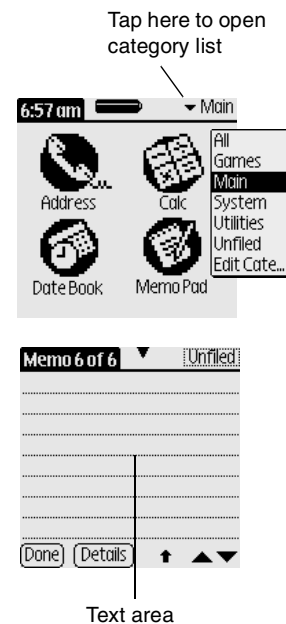 Tap here to open
category list
6:57 am
Main
All
Games
Main
System
Utilities
Unfiled
Edit Cate...
Address
Calc
Date Book
Memo Pad
Memo 6 of 6
Unfiled
Done
Details
Text area